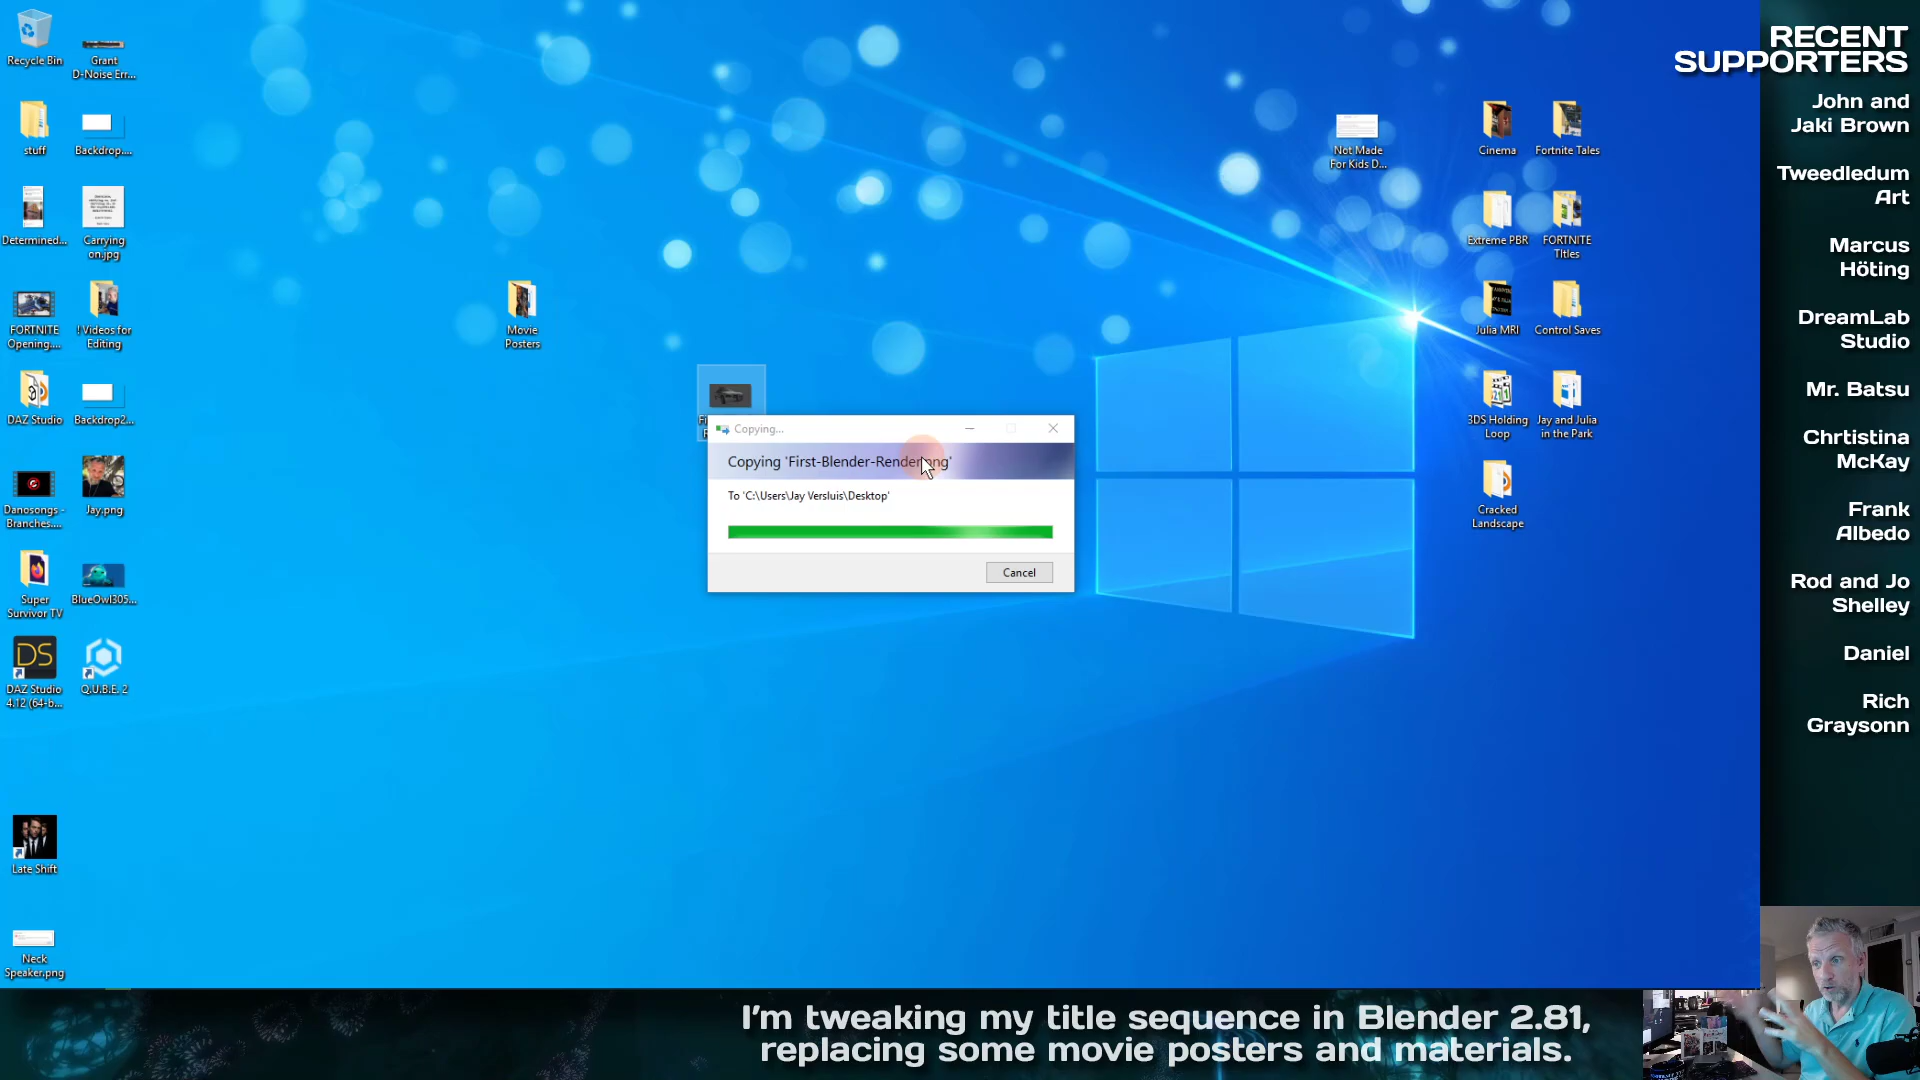 Recycle Bin
Grant
D-Noise Err...
stuff
Backdrop....
Determined...
Carrying
on.jpg
FORTNITE
Opening....
! Videos for
Editing
DAZ Studio
Backdrop2...
Danosongs -
Branches....
Jay.png
Super
Survivor TV
BlueOwl305...
DS
DAZ Studio
4.12 (64-b...
Q.U.B.E. 2
Late Shift
Neck
Speaker.png
Movie
Posters
Copying...
Copying 'First-Blender-Render.png'
To 'C:\Users\Jay Versluis\Desktop'
Cancel
Not Made
For Kids D...
Cinema
Fortnite Tales
Extreme PBR
FORTNITE
TItles
Julia MRI
Control Saves
3DS Holding
Loop
Jay and Julia
in the Park
Cracked
Landscape
RECENT
SUPPORTERS
John and
Jaki Brown
Tweedledum
Art
Marcus
Höting
DreamLab
Studio
Mr. Batsu
Chrtistina
McKay
Frank
Albedo
Rod and Jo
Shelley
Daniel
Rich
Graysonn
I'm tweaking my title sequence in Blender 2.81,
replacing some movie posters and materials.